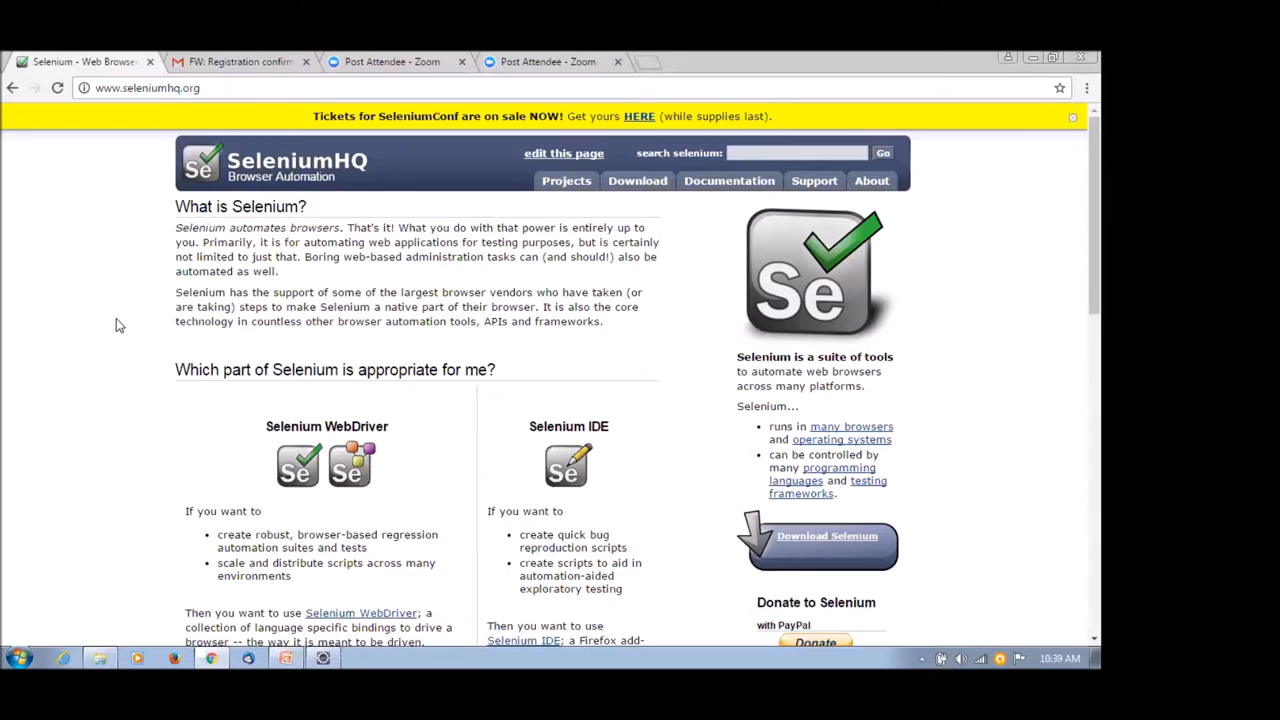 Selenium - Web Browse
FW: Registration confirm
Post Attendee - Zoom
Post Attendee - Zoom
www.seleniumhq.org
Tickets for SeleniumConf are on sale NOW! Get yours HERE (while supplies last).
SeleniumHQ
Browser Automation
edit this page
search selenium:
Go
Projects
Download
Documentation
Support
About
What is Selenium?
Selenium automates browsers. That's it! What you do with that power is entirely up to
you. Primarily, it is for automating web applications for testing purposes, but is certainly
not limited to just that. Boring web-based administration tasks can (and should!) also be
automated as well.
Selenium has the support of some of the largest browser vendors who have taken (or
are taking) steps to make Selenium a native part of their browser. It is also the core
technology in countless other browser automation tools, APIs and frameworks.
Which part of Selenium is appropriate for me?
Selenium WebDriver
Se
Se
If you want to
create robust, browser-based regression
automation suites and tests
scale and distribute scripts across many
environments
Then you want to use Selenium WebDriver; a
collection of language specific bindings to drive a
browser -- the way it is meant to be driven.
Selenium IDE
Se
If you want to
create quick bug
reproduction scripts
create scripts to aid in
automation-aided
exploratory testing
Then you want to use
Selenium IDE; a Firefox add-
Se
Se
Selenium is a suite of tools
to automate web browsers
across many platforms.
Selenium...
runs in many browsers
and operating systems
can be controlled by
many programming
languages and testing
frameworks.
Download Selenium
Donate to Selenium
with PayPal
Donate
10:39 AM